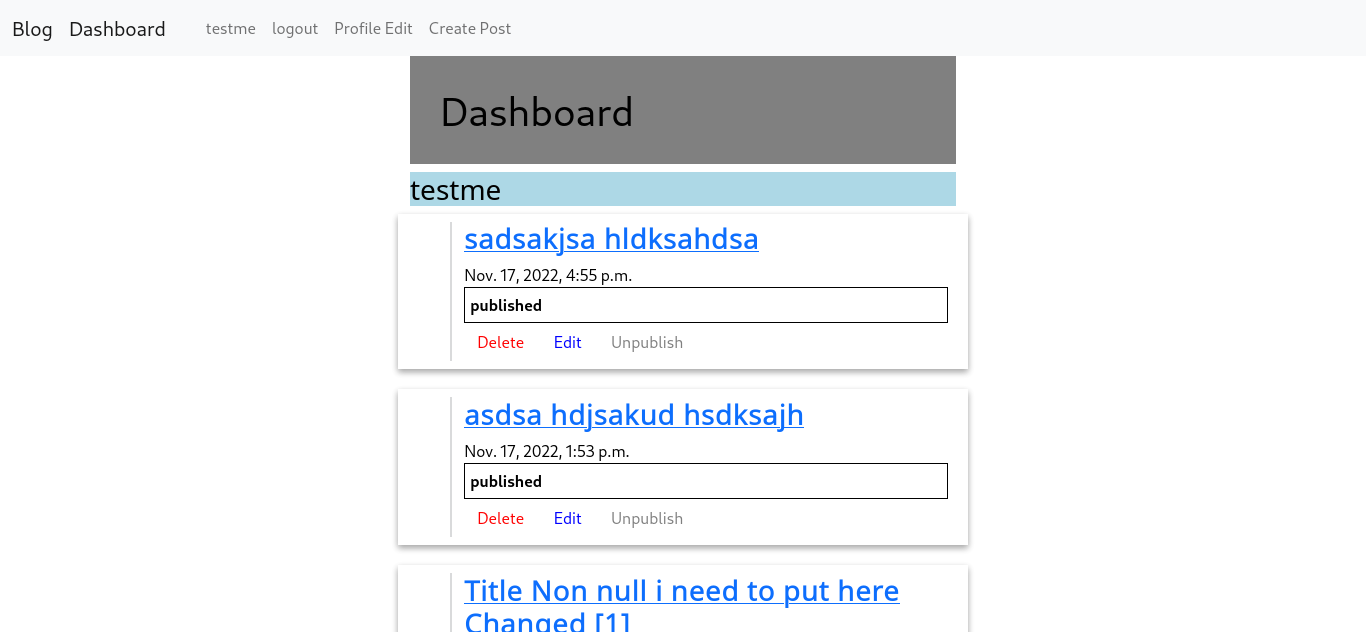 Blog Dashboard testme logout Profile Edit Create Post
Dashboard
testme
sadsakjsa hldksahdsa
Nov. 17, 2022, 4:55 p.m.
published
Delete Edit Unpublish
asdsa hdjsakud hsdksajh
Nov. 17, 2022, 1:53 p.m.
published
Delete Edit Unpublish
Title Non null i need to put here
Changed [1]